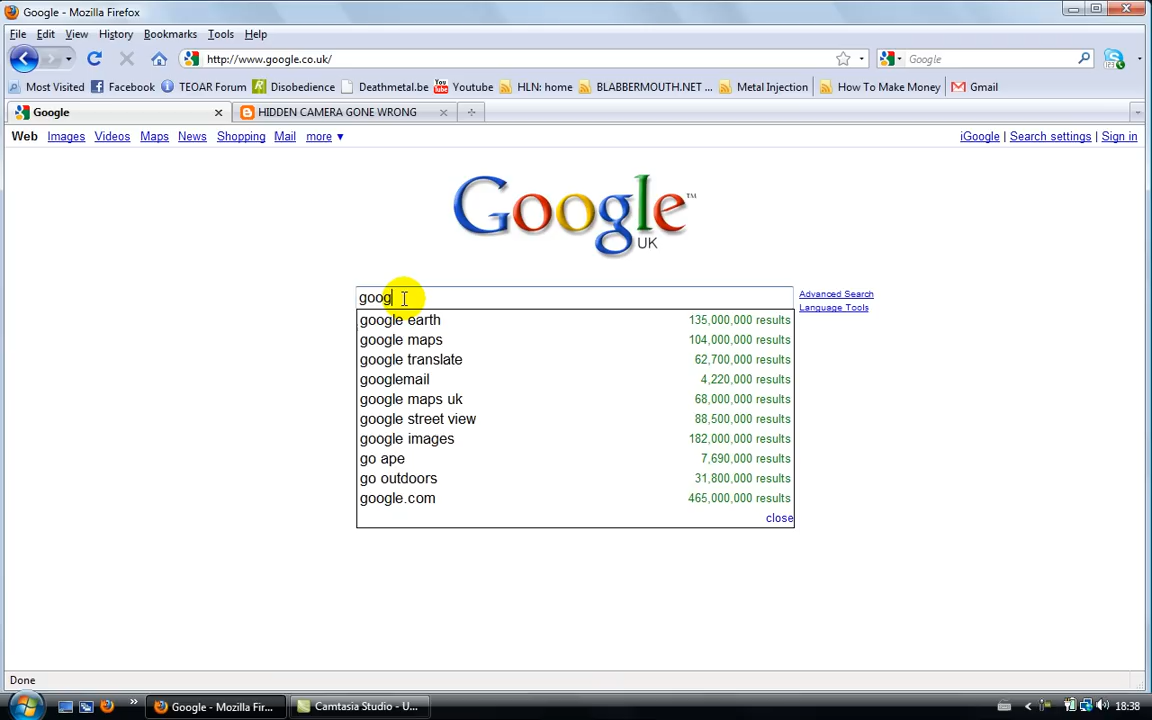 Google - Mozilla Firefox
File Edit View History Bookmarks Tools Help
http://www.google.co.uk/ Google
Most Visited Facebook TEOAR Forum Disobedience Deathmetal.be Youtube HLN: home BLABBERMOUTH.NET ... Metal Injection How To Make Money Gmail
Google HIDDEN CAMERA GONE WRONG
Web Images Videos Maps News Shopping Mail more ▼ iGoogle | Search settings | Sign in
Google™
UK
goog Advanced Search
Language Tools
google earth 135,000,000 results
google maps 104,000,000 results
google translate 62,700,000 results
googlemail 4,220,000 results
google maps uk 68,000,000 results
google street view 88,500,000 results
google images 182,000,000 results
go ape 7,690,000 results
go outdoors 31,800,000 results
google.com 465,000,000 results
close
Done
Google - Mozilla Fir... Camtasia Studio - U... 18:38